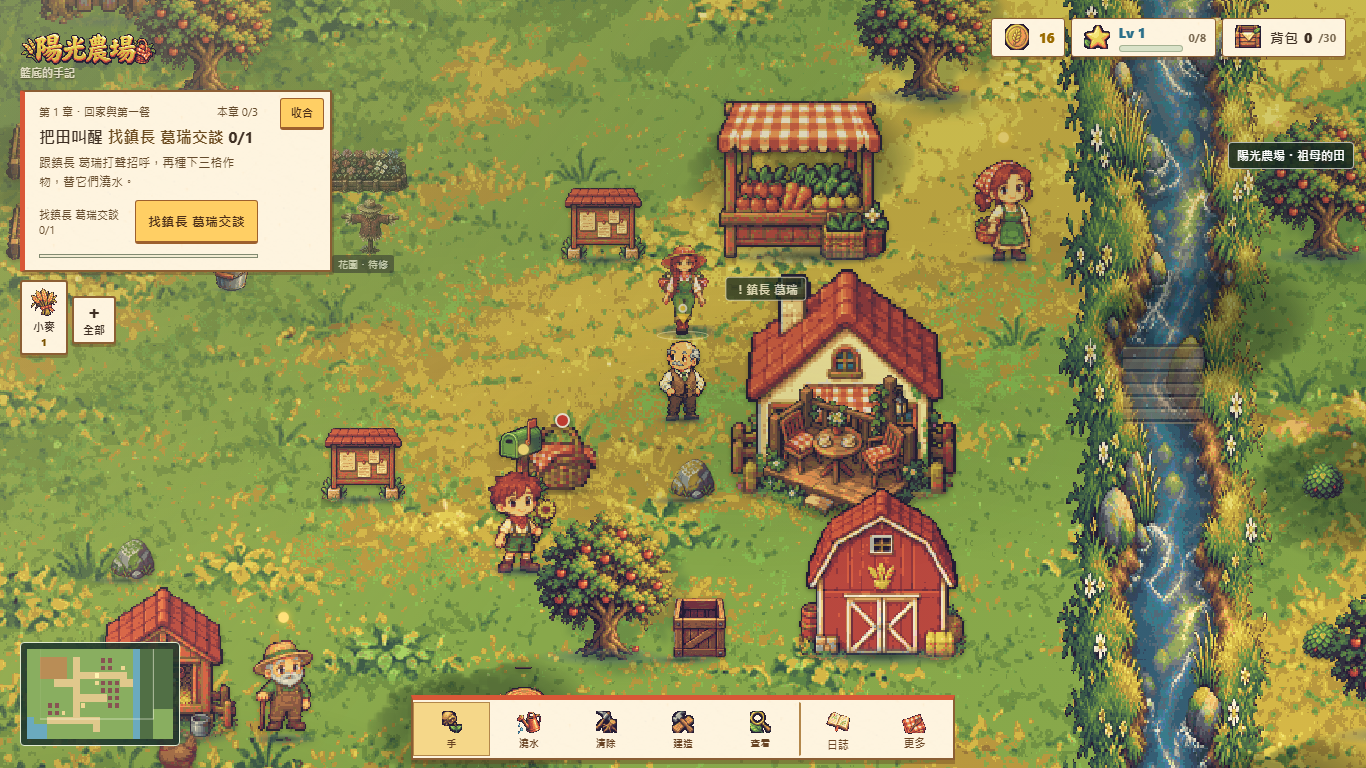 陽光農場
籃底的手記
第 1 章 · 回家與第一餐
本章 0/3
收合
把田叫醒 找鎮長 葛瑞交談 0/1
跟鎮長 葛瑞打聲招呼，再種下三格作
物，替它們澆水。
找鎮長 葛瑞交談
0/1
找鎮長 葛瑞交談
小麥
1
+
全部
花圃 · 待修
！鎮長 葛瑞
16
Lv 1
0/8
背包 0 /30
陽光農場 · 祖母的田
手
澆水
清除
建造
查看
日誌
更多